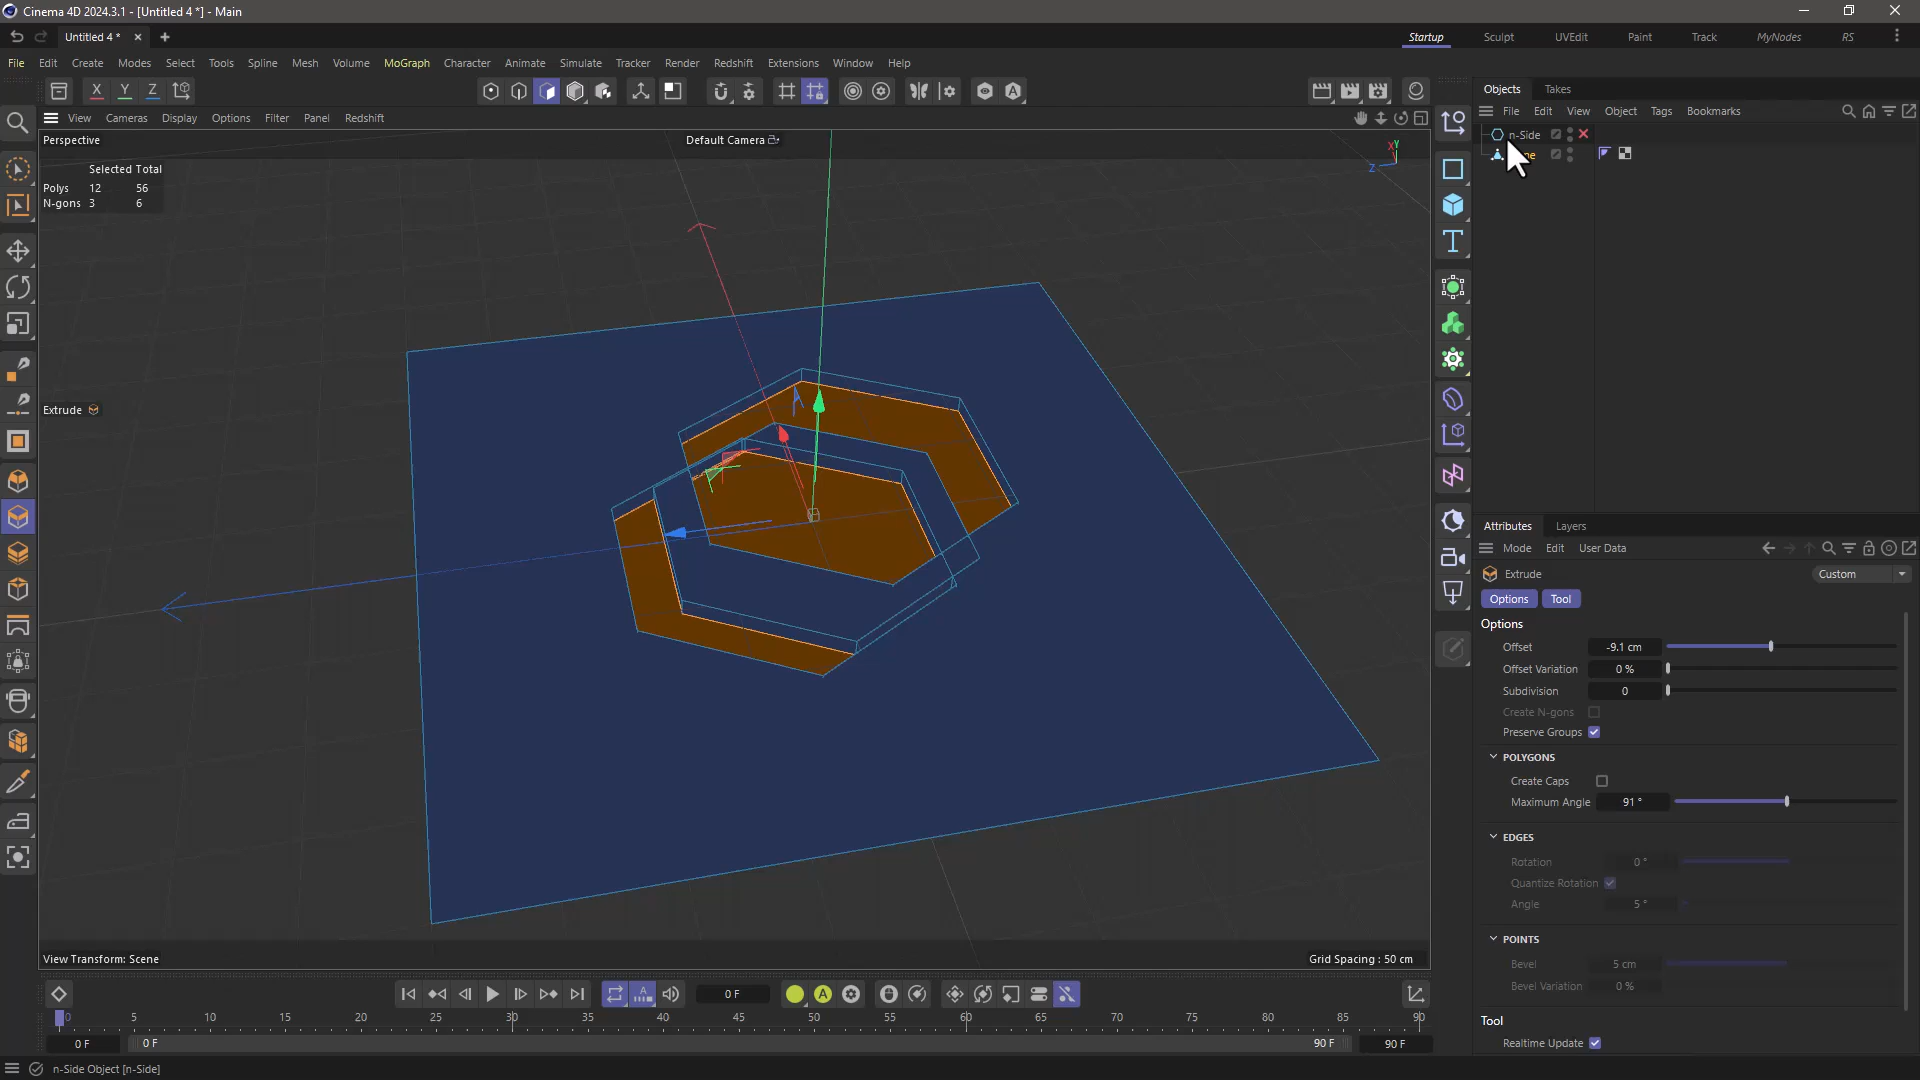 Cinema 4D 2024.3.1 - [Untitled 4 *] - Main
Untitled 4 *
Startup Sculpt UVEdit Paint Track MyNodes RS
File Edit Create Modes Select Tools Spline Mesh Volume MoGraph Character Animate Simulate Tracker Render Redshift Extensions Window Help
X Y Z
View Cameras Display Options Filter Panel Redshift
Perspective
Default Camera
Selected Total
Polys 12 56
N-gons 3 6
Extrude
X Y Z
View Transform: Scene
Grid Spacing : 50 cm
Objects Takes
File Edit View Object Tags Bookmarks
n-Side
Attributes Layers
Mode Edit User Data
Extrude Custom
Options Tool
Options
Offset -9.1 cm
Offset Variation 0 %
Subdivision 0
Create N-gons
Preserve Groups
POLYGONS
Create Caps
Maximum Angle 91 °
EDGES
Rotation 0 °
Quantize Rotation
Angle 5 °
POINTS
Bevel 5 cm
Bevel Variation 0 %
Tool
Realtime Update
0 F
0 5 10 15 20 25 30 35 40 45 50 55 60 65 70 75 80 85 90
0 F 0 F 90 F 90 F
n-Side Object [n-Side]